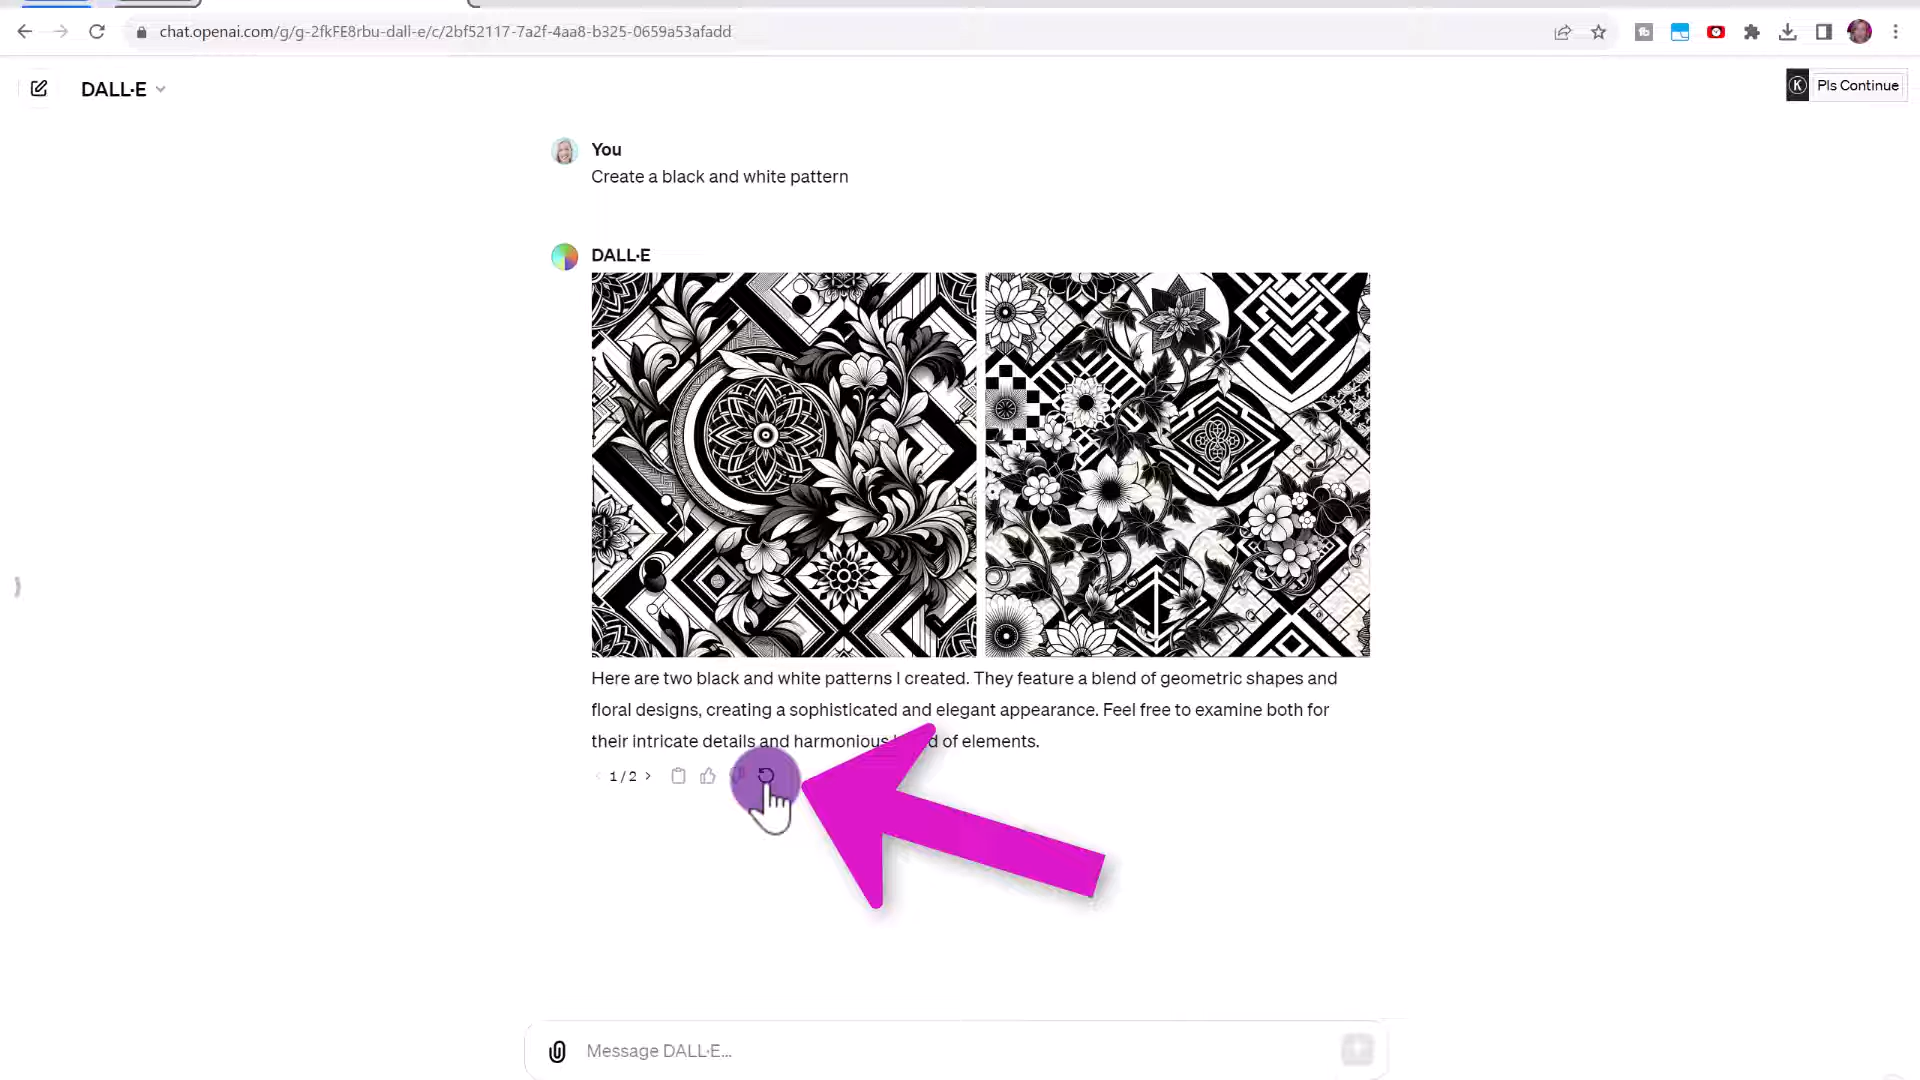 chat.openai.com/g/g-2fkFE8rbu-dall-e/c/2bf52117-7a2f-4aa8-b325-0659a53afadd
DALL·E
K Pls Continue
You
Create a black and white pattern
DALL·E
Here are two black and white patterns I created. They feature a blend of geometric shapes and
floral designs, creating a sophisticated and elegant appearance. Feel free to examine both for
their intricate details and harmonious of elements.
1/2
Message DALL·E...